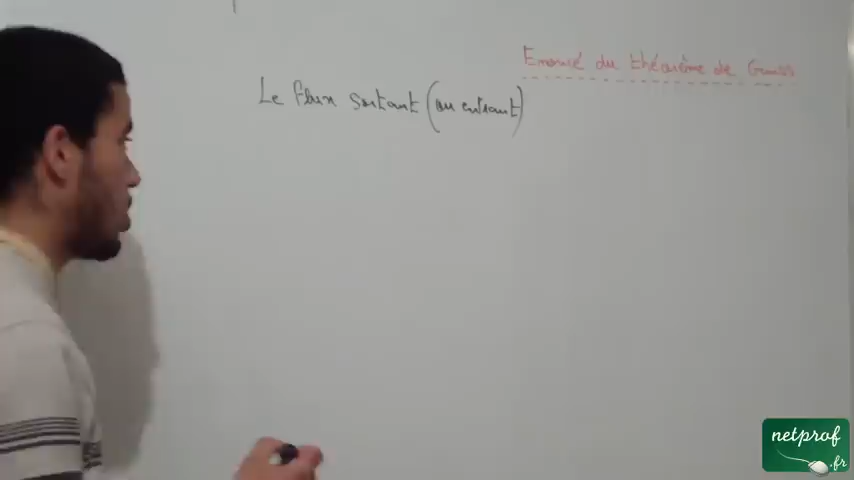 Enoncé du théorème de Gauss
Le flux sortant (ou entrant)
netprof
.fr